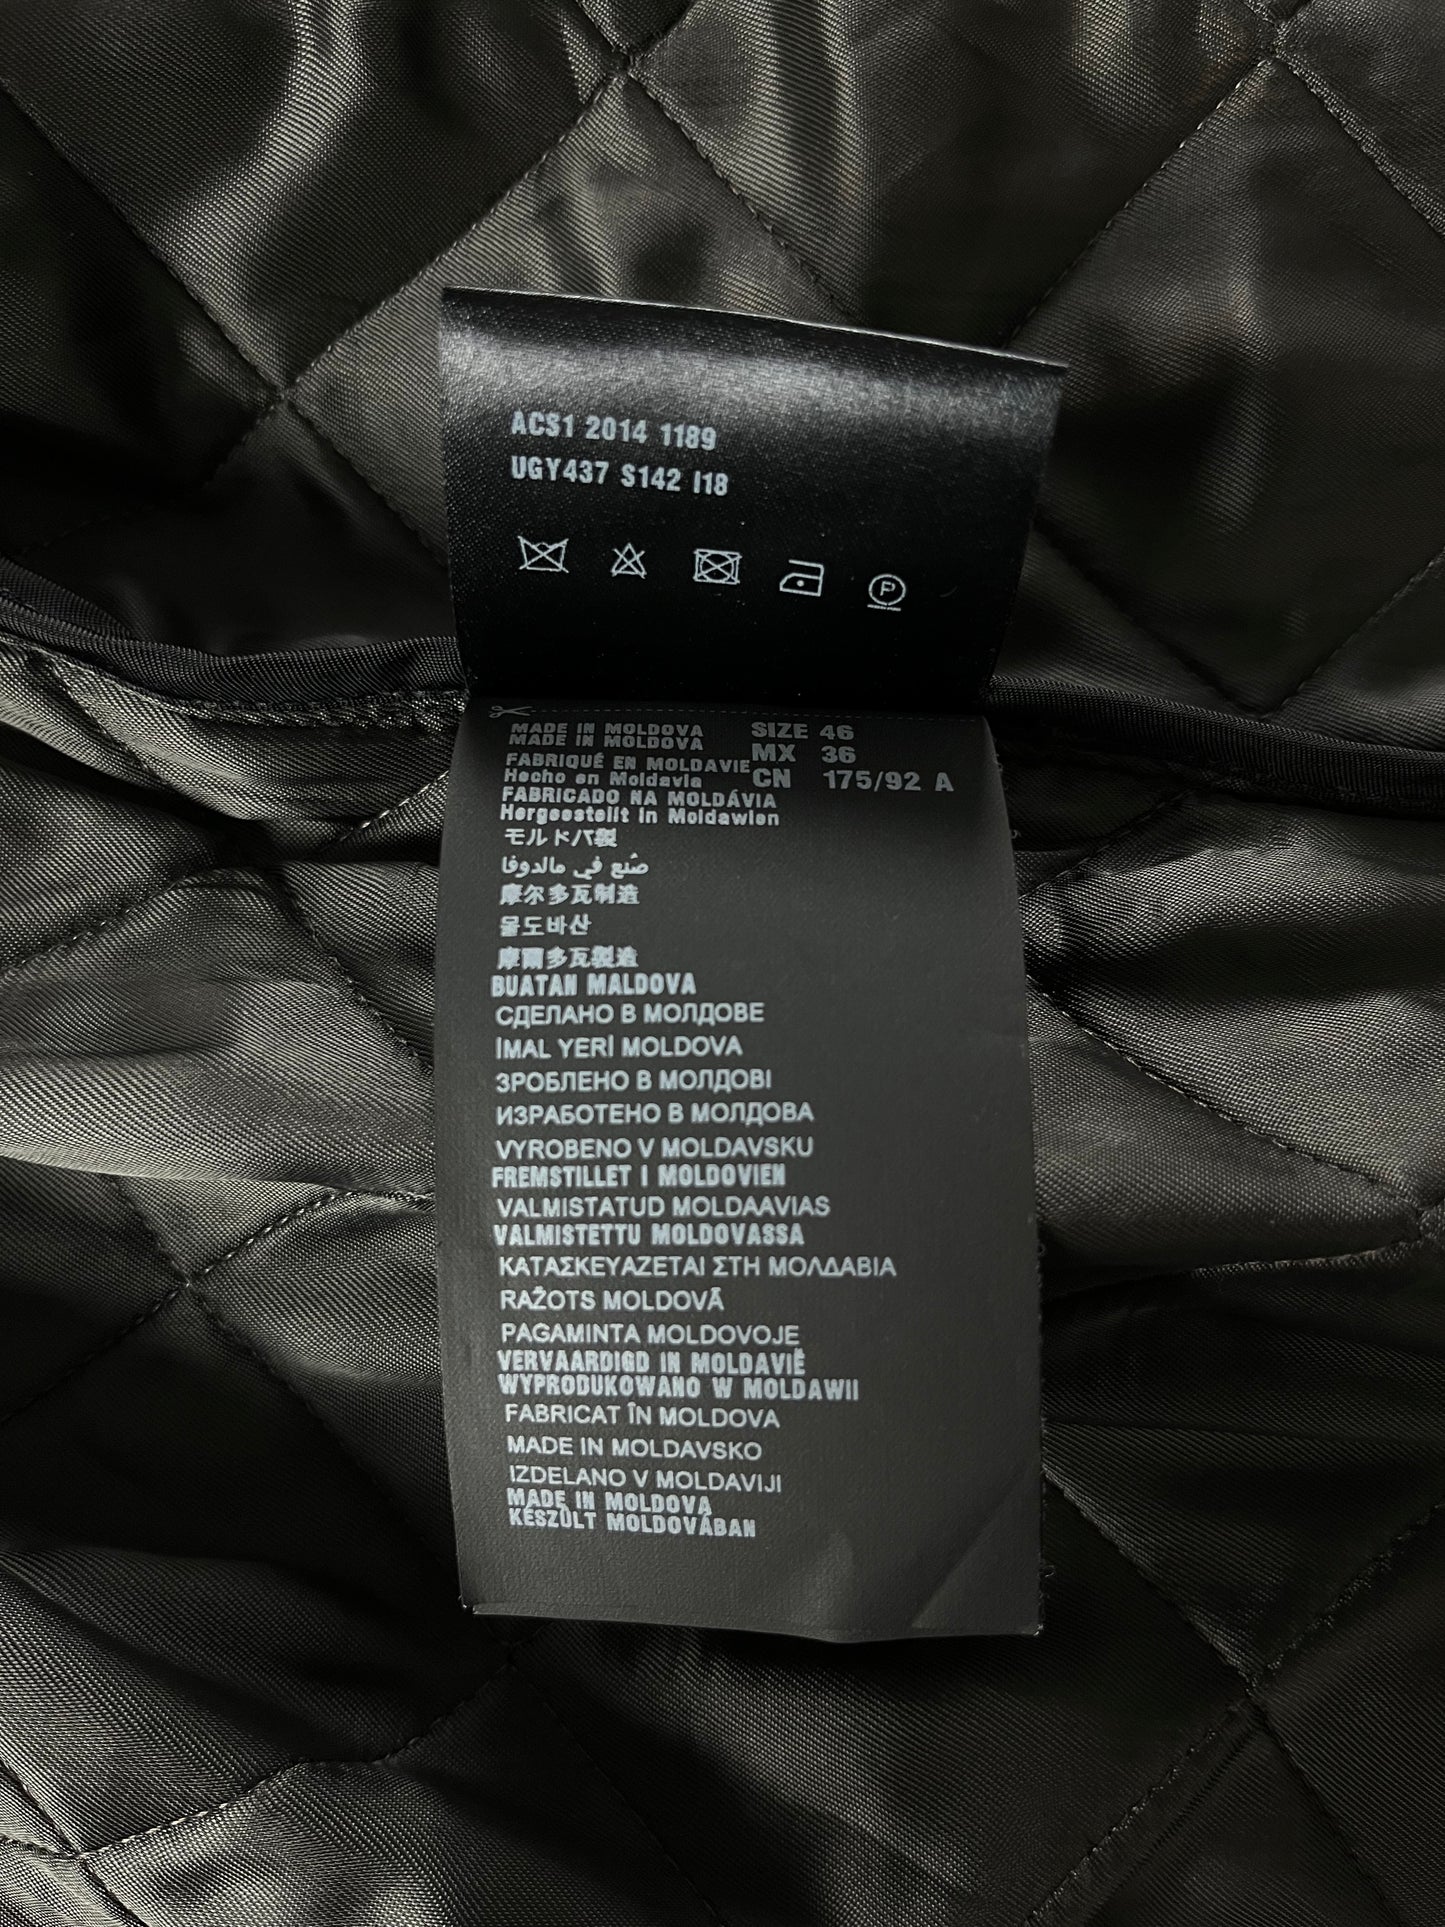 ACS1 2014 1189
UGY437 S142 I18
P
MADE IN MOLDOVA
MADE IN MOLDOVA
FABRIQUÉ EN MOLDAVIE
Hecho en Moldavia
FABRICADO NA MOLDÁVIA
Hergeestellt in Moldawien
SIZE 46
MX 36
CN 175/92 A
モルドバ製
صُنع في مالدوفا
摩尔多瓦制造
몰도바산
摩爾多瓦製造
BUATAN MALDOVA
СДЕЛАНО В МОЛДОВЕ
İMAL YERİ MOLDOVA
ЗРОБЛЕНО В МОЛДОВІ
ИЗРАБОТЕНО В МОЛДОВА
VYROBENO V MOLDAVSKU
FREMSTILLET I MOLDOVIEN
VALMISTATUD MOLDAAVIAS
VALMISTETTU MOLDOVASSA
ΚΑΤΑΣΚΕΥΑΖΕΤΑΙ ΣΤΗ ΜΟΛΔΑΒΙΑ
RAŽOTS MOLDOVĀ
PAGAMINTA MOLDOVOJE
VERVAARDIGD IN MOLDAVIË
WYPRODUKOWANO W MOLDAWII
FABRICAT ÎN MOLDOVA
MADE IN MOLDAVSKO
IZDELANO V MOLDAVIJI
MADE IN MOLDOVA
KÉSZÜLT MOLDOVÁBAN